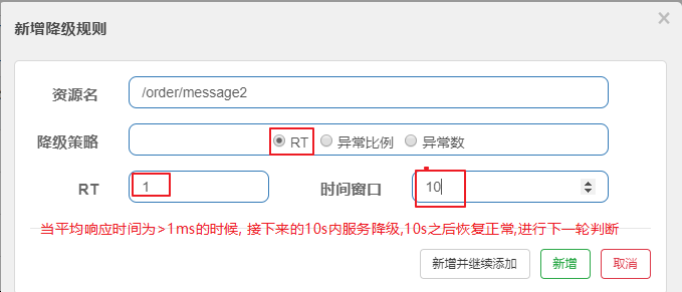 新增降级规则
×
资源名 /order/message2
降级策略 RT 异常比例 异常数
RT 1 时间窗口 10
当平均响应时间为>1ms的时候, 接下来的10s内服务降级,10s之后恢复正常,进行下一轮判断
新增并继续添加 新增 取消